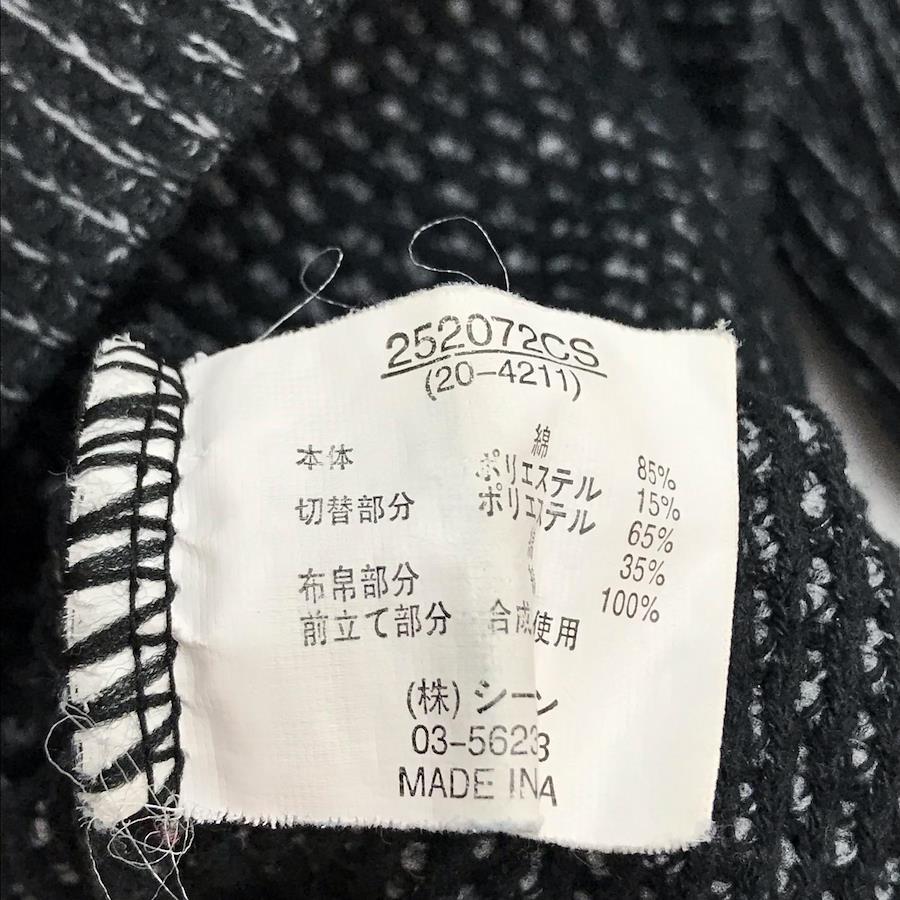 252072CS
(20-4211)
本体 綿 85%
ポリエステル 15%
切替部分 ポリエステル 65%
35%
布帛部分 100%
前立て部分 合成使用
(株) シーン
03-5623
MADE IN